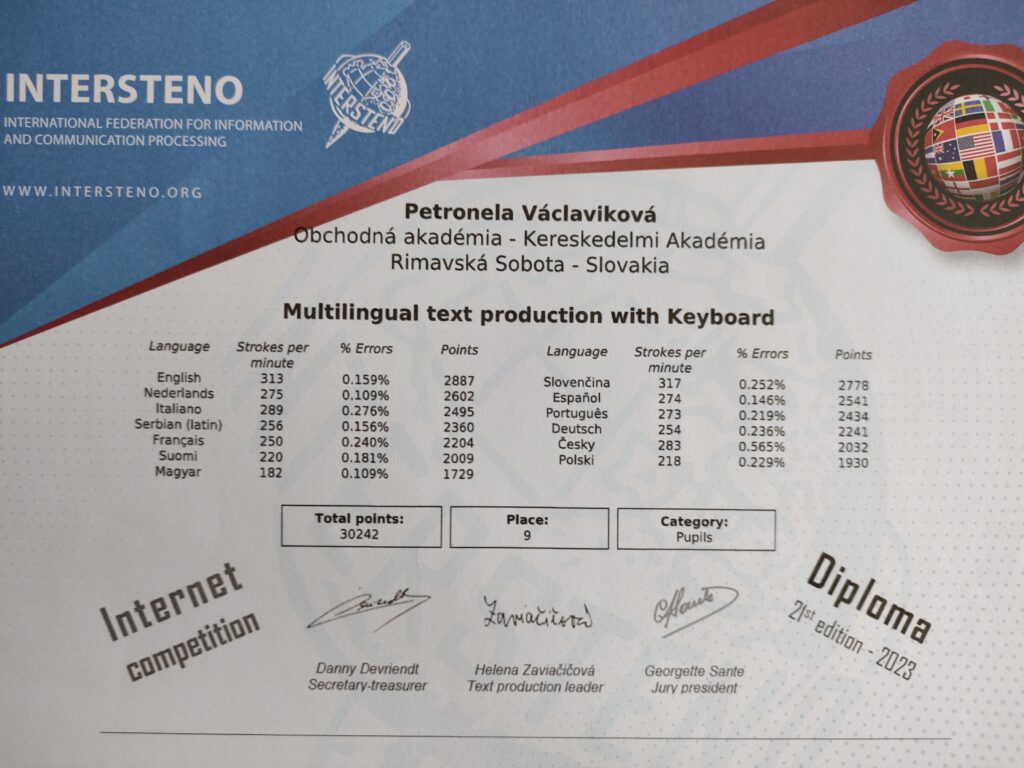 INTERSTENO
INTERNATIONAL FEDERATION FOR INFORMATION
AND COMMUNICATION PROCESSING
WWW.INTERSTENO.ORG
INTERSTENO
Petronela Václaviková
Obchodná akadémia - Kereskedelmi Akadémia
Rimavská Sobota - Slovakia
Multilingual text production with Keyboard
Language Strokes per minute % Errors Points Language Strokes per minute % Errors Points
English 313 0.159% 2887 Slovenčina 317 0.252% 2778
Nederlands 275 0.109% 2602 Español 274 0.146% 2541
Italiano 289 0.276% 2495 Português 273 0.219% 2434
Serbian (latin) 256 0.156% 2360 Deutsch 254 0.236% 2241
Français 250 0.240% 2204 Česky 283 0.565% 2032
Suomi 220 0.181% 2009 Polski 218 0.229% 1930
Magyar 182 0.109% 1729
Total points: Place: Category:
30242 9 Pupils
Internet
competition
Diploma
21st edition - 2023
Zaviačičová
Danny Devriendt Helena Zaviačičová Georgette Sante
Secretary-treasurer Text production leader Jury president